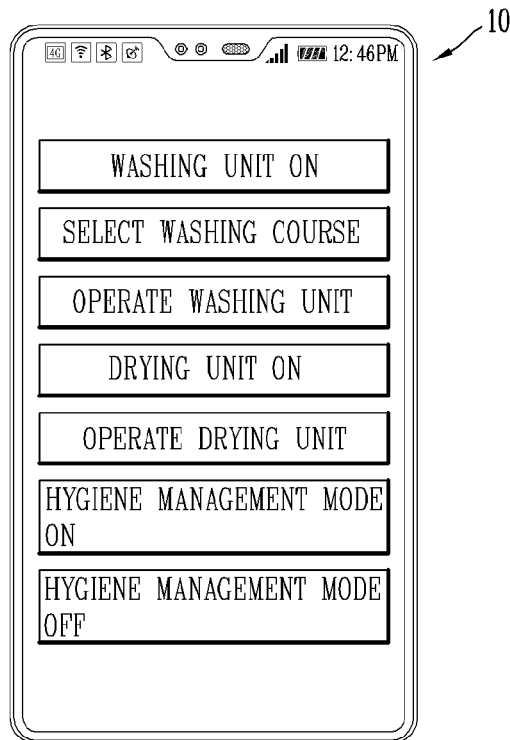 10
4G 12:46PM
WASHING UNIT ON
SELECT WASHING COURSE
OPERATE WASHING UNIT
DRYING UNIT ON
OPERATE DRYING UNIT
HYGIENE MANAGEMENT MODE
ON
HYGIENE MANAGEMENT MODE
OFF